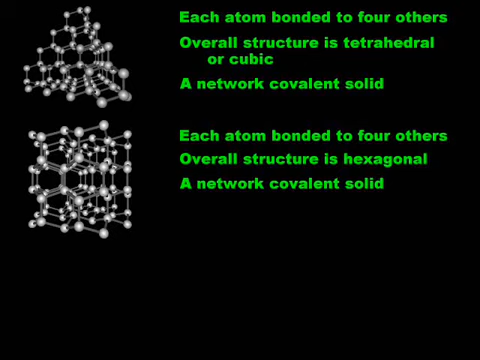 Each atom bonded to four others
Overall structure is tetrahedral
or cubic
A network covalent solid
Each atom bonded to four others
Overall structure is hexagonal
A network covalent solid